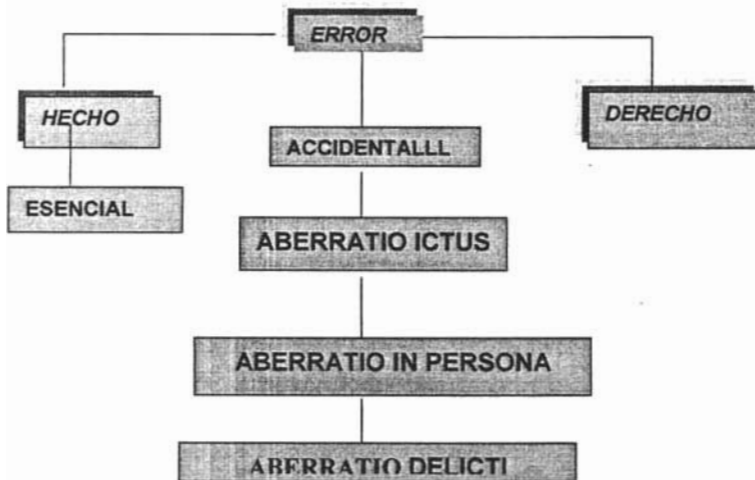 ERROR
HECHO
DERECHO
ACCIDENTALLL
ESENCIAL
ABERRATIO ICTUS
ABERRATIO IN PERSONA
ABERRATIO DELICTI